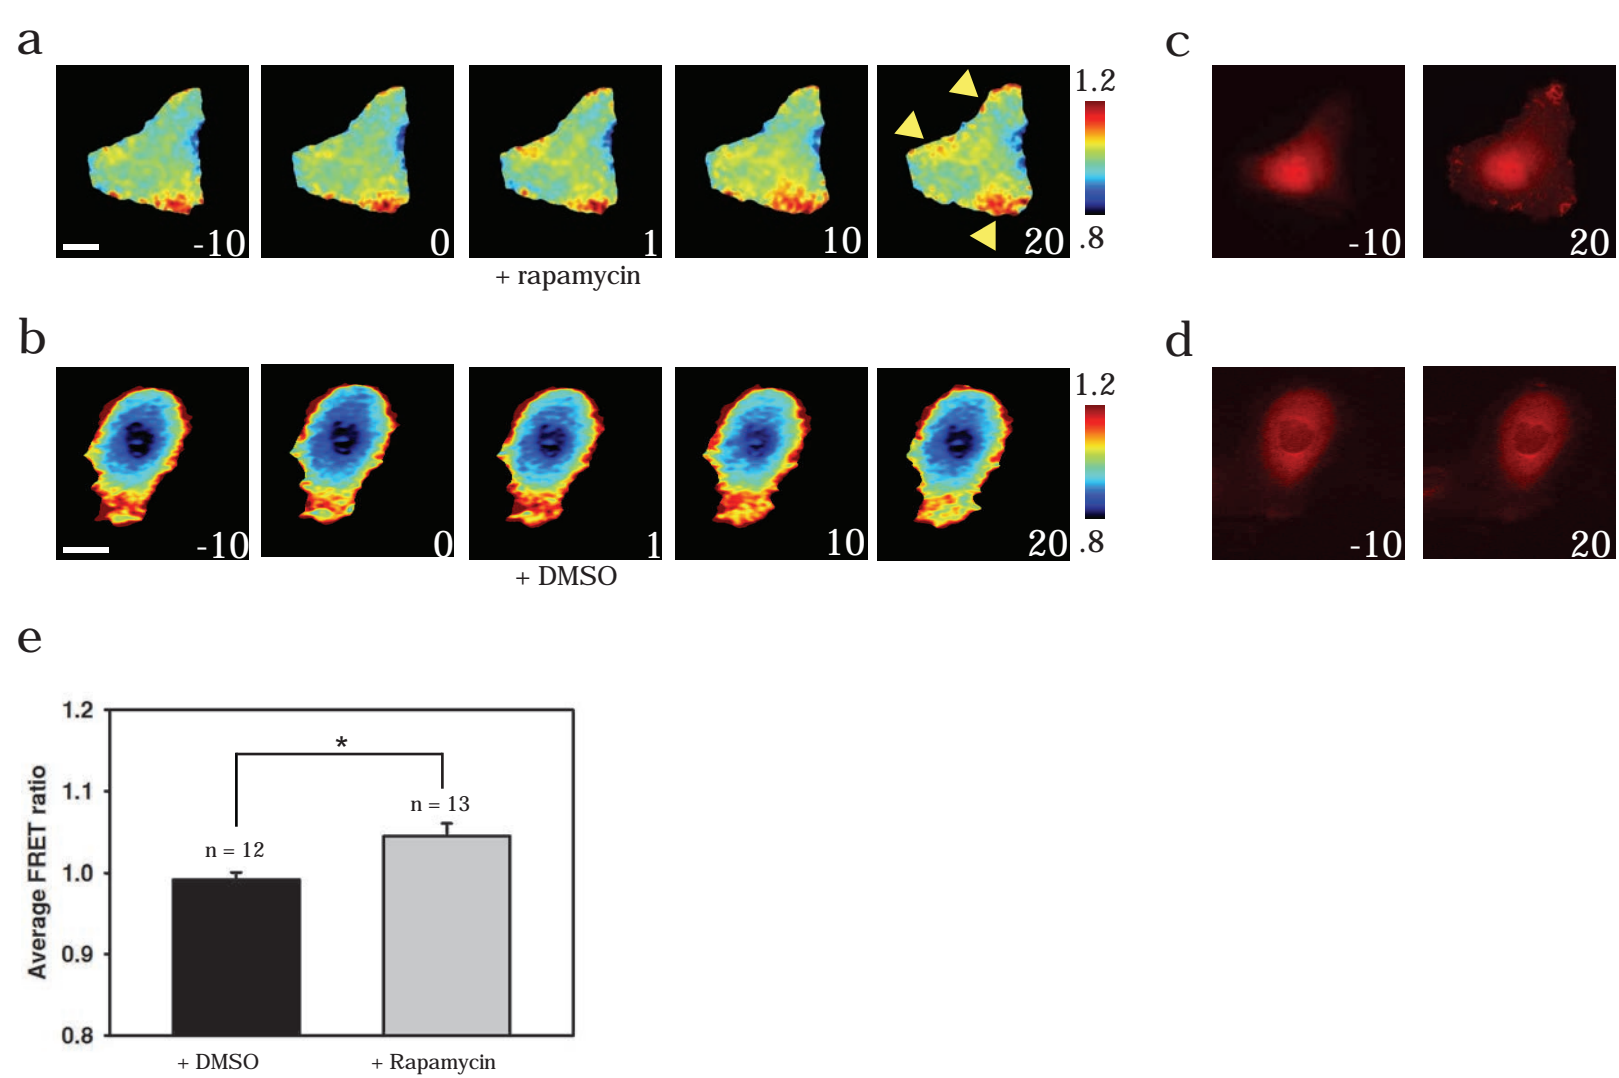 a
c
1.2
-10
0
1
10
20
.8
-10
20
+ rapamycin
b
d
1.2
-10
0
1
10
20
.8
-10
20
+ DMSO
e
1.2
1.1
1.0
0.9
0.8
Average FRET ratio
*
n = 13
n = 12
+ DMSO
+ Rapamycin